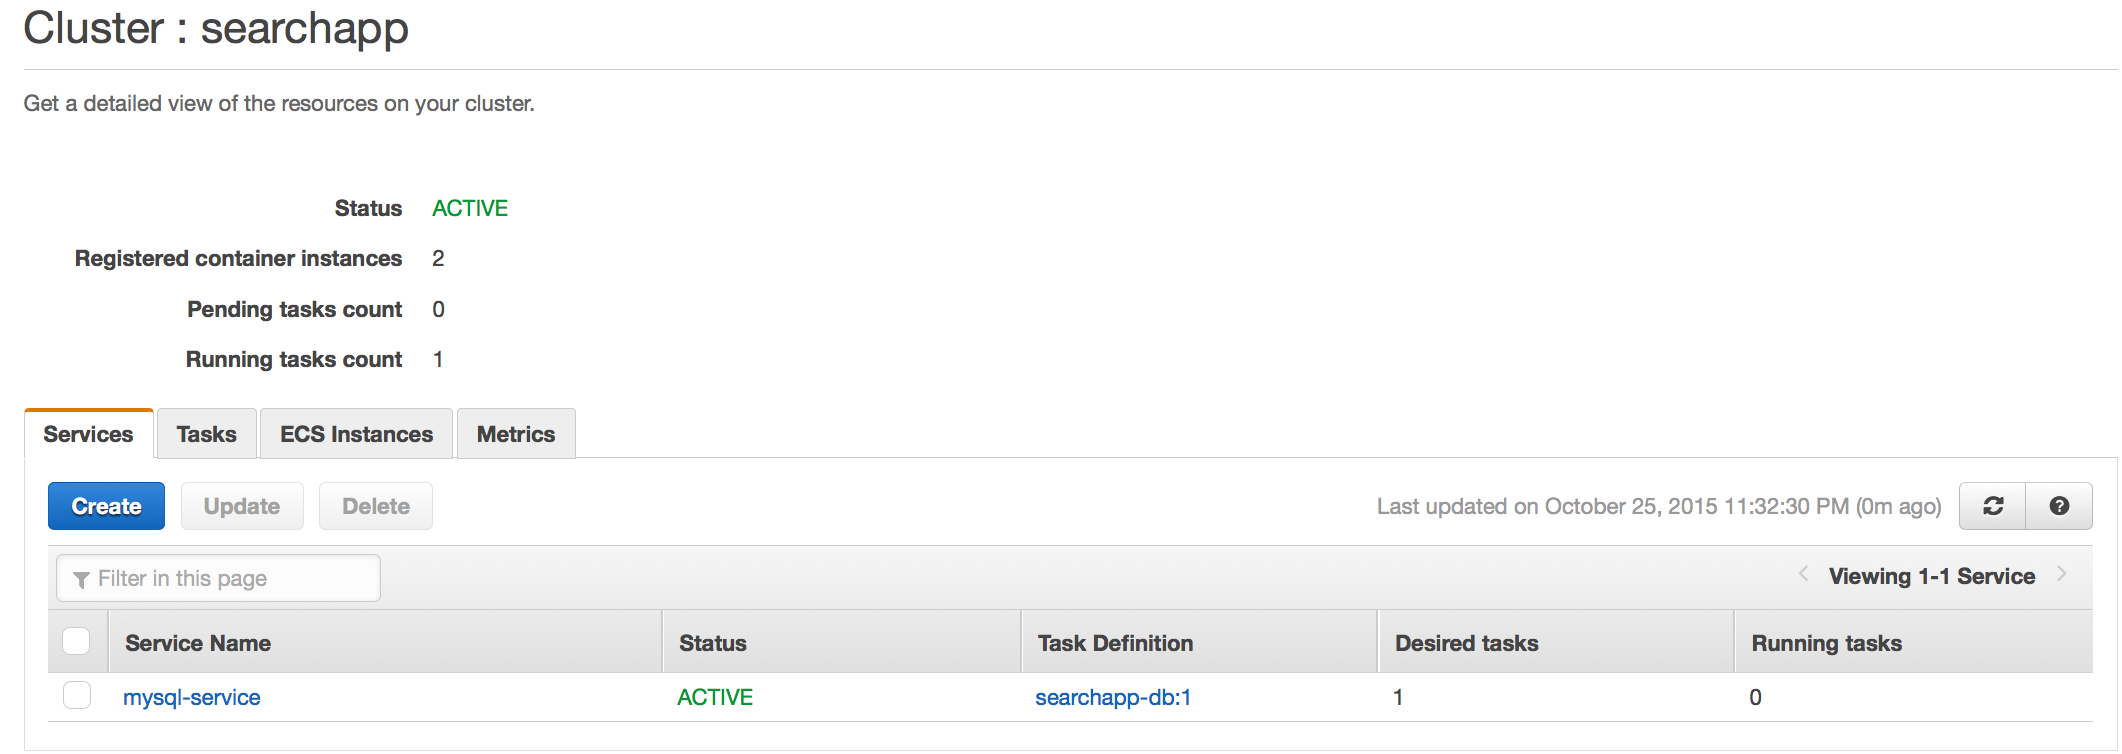 Cluster : searchapp
Get a detailed view of the resources on your cluster.
Status ACTIVE
Registered container instances 2
Pending tasks count 0
Running tasks count 1
Services Tasks ECS Instances Metrics
Create Update Delete Last updated on October 25, 2015 11:32:30 PM (0m ago) ?
Filter in this page < Viewing 1-1 Service >
Service Name Status Task Definition Desired tasks Running tasks
mysql-service ACTIVE searchapp-db:1 1 0